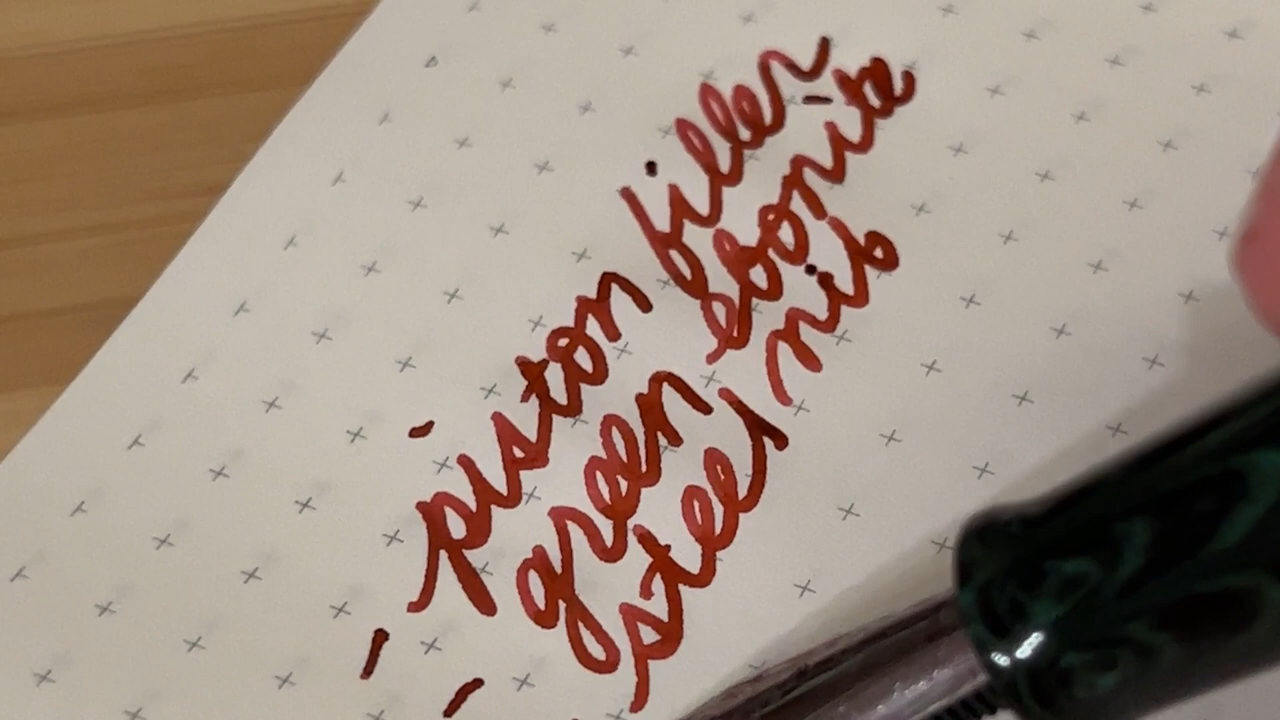 - piston filler
- green ebonite
- steel nib